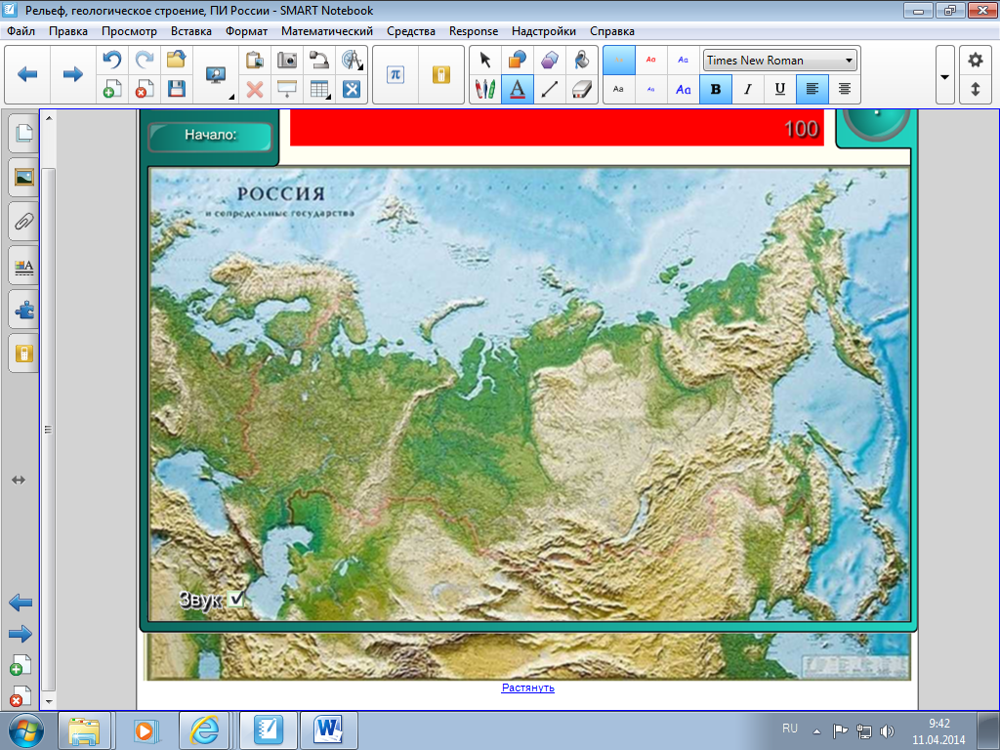 Рельеф, геологическое строение, ПИ России - SMART Notebook
Файл Правка Просмотр Вставка Формат Математический Средства Response Надстройки Справка
π
Aa Aa Aa
Times New Roman
A
Aa Aa Aa
B I U
Начало:
100
РОССИЯ
и сопредельные государства
Звук
Растянуть
RU
9:42
11.04.2014